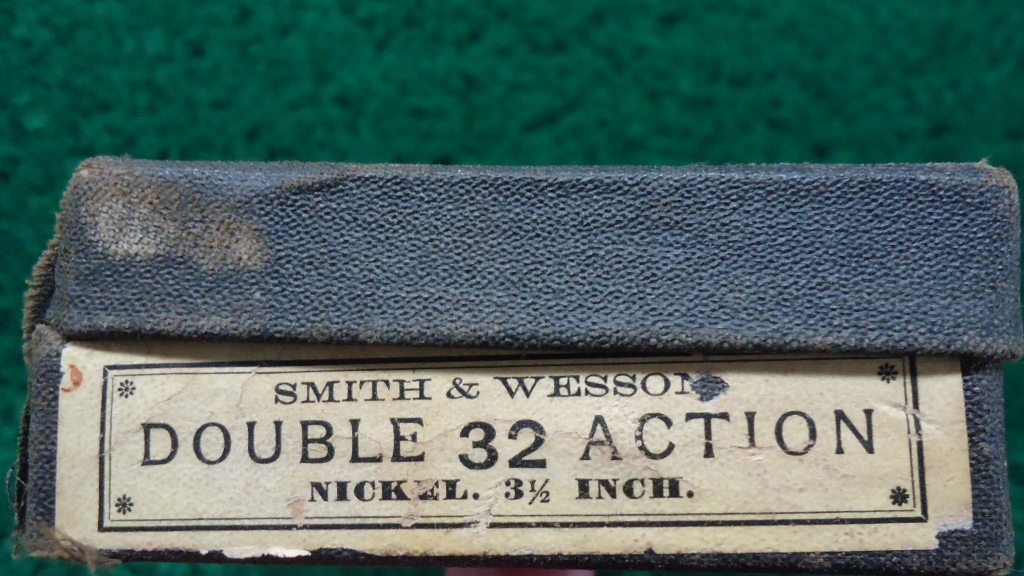 SMITH & WESSON
DOUBLE 32 ACTION
NICKEL. 3½ INCH.